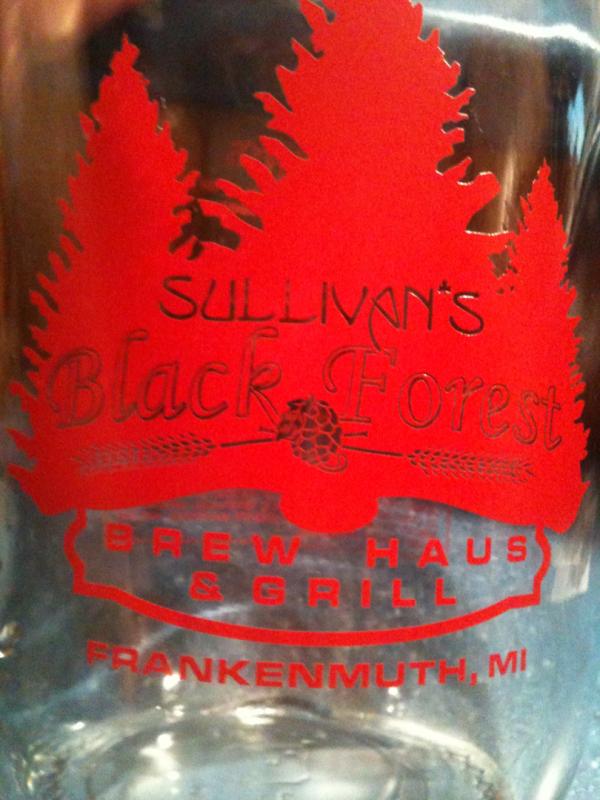 SULLIVAN'S
Black Forest
BREW HAUS
& GRILL
FRANKENMUTH, MI